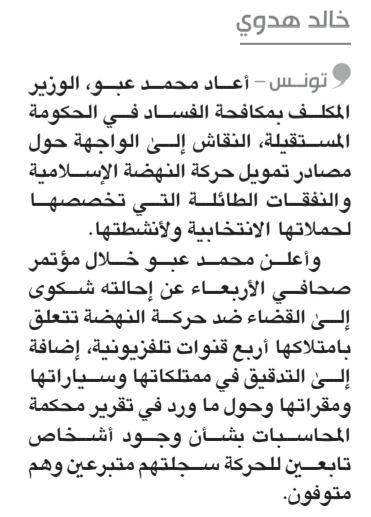 خالد هدوي
تونس – أعاد محمد عبو، الوزير
المكلف بمكافحة الفساد في الحكومة
المستقيلة، النقاش إلى الواجهة حول
مصادر تمويل حركة النهضة الإسلامية
والنفقات الطائلة التي تخصصها
لحملاتها الانتخابية ولأنشطتها.
وأعلن محمد عبو خلال مؤتمر
صحافي الأربعاء عن إحالته شكوى
إلى القضاء ضد حركة النهضة تتعلق
بامتلاكها أربع قنوات تلفزيونية، إضافة
إلى التدقيق في ممتلكاتها وسياراتها
ومقراتها وحول ما ورد في تقرير محكمة
المحاسبات بشأن وجود أشخاص
تابعين للحركة سجلتهم متبرعين وهم
متوفون.